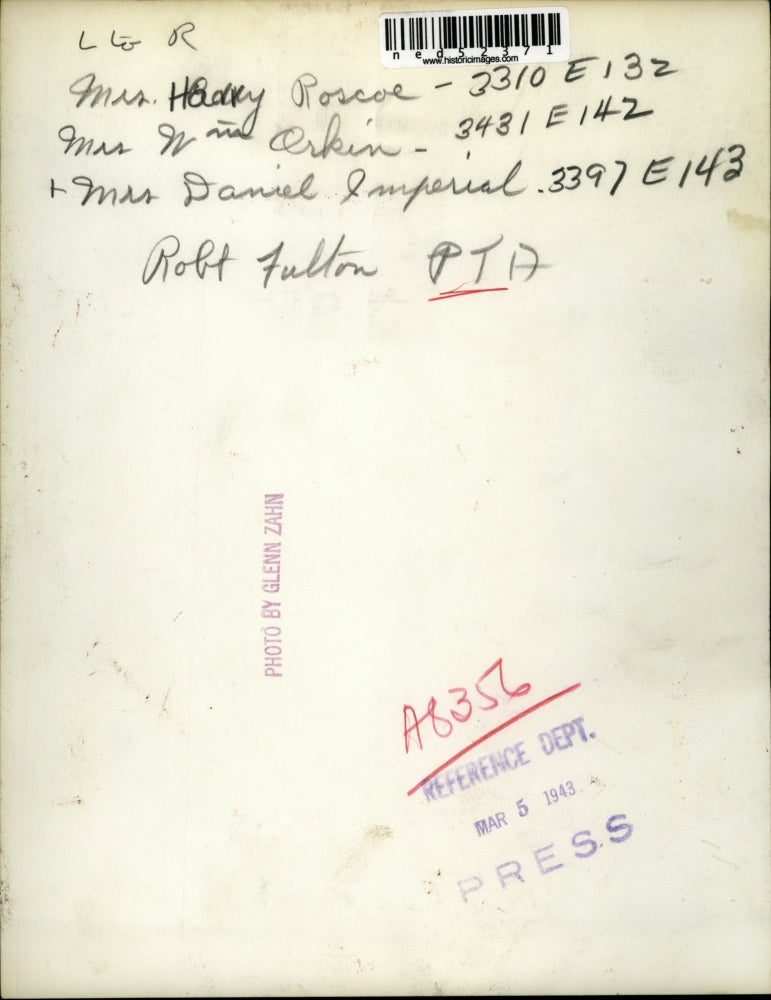 L to R
ned52371
www.historicimages.com
Mrs. Harry Roscoe - 3310 E 132
Mrs Wm Orkin - 3431 E 142
+ Mrs Daniel Imperial . 3397 E 143
Robt Fulton PTA
PHOTO BY GLENN ZAHN
A8356
REFERENCE DEPT.
MAR 5 1943
PRESS